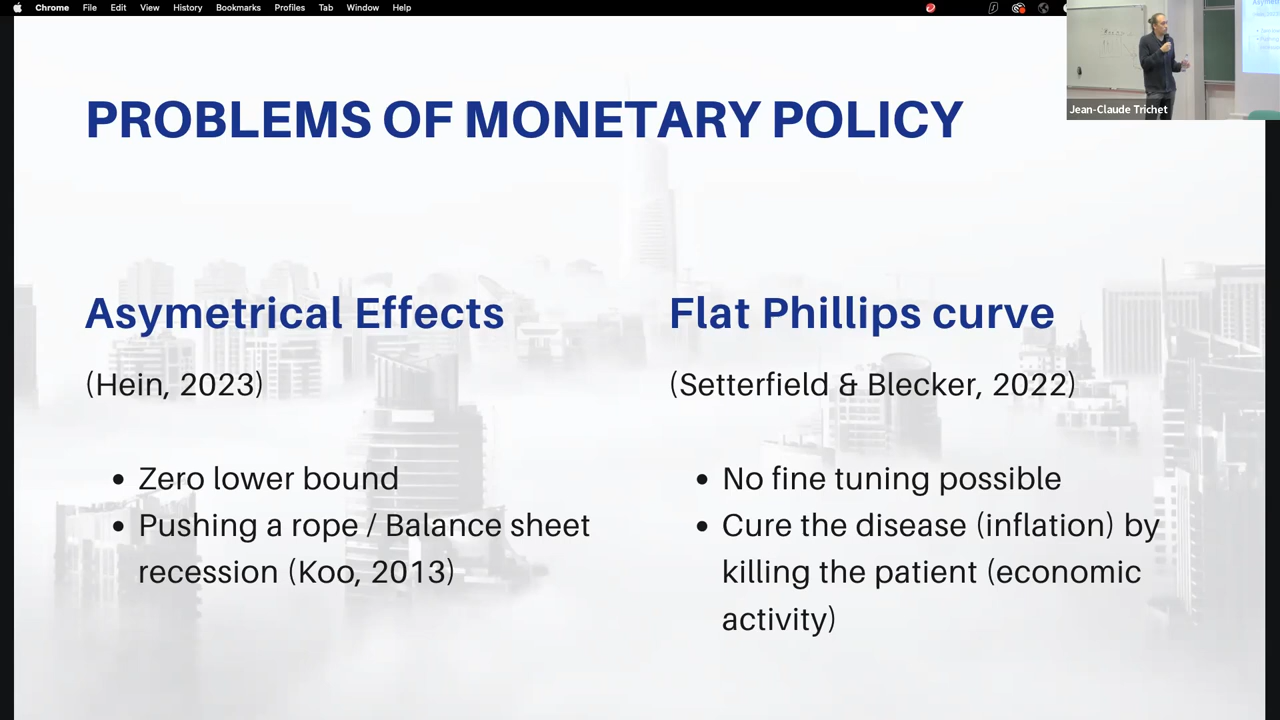 Chrome File Edit View History Bookmarks Profiles Tab Window Help
Jean-Claude Trichet
PROBLEMS OF MONETARY POLICY
Asymetrical Effects
(Hein, 2023)
• Zero lower bound
• Pushing a rope / Balance sheet
recession (Koo, 2013)
Flat Phillips curve
(Setterfield & Blecker, 2022)
• No fine tuning possible
• Cure the disease (inflation) by
killing the patient (economic
activity)